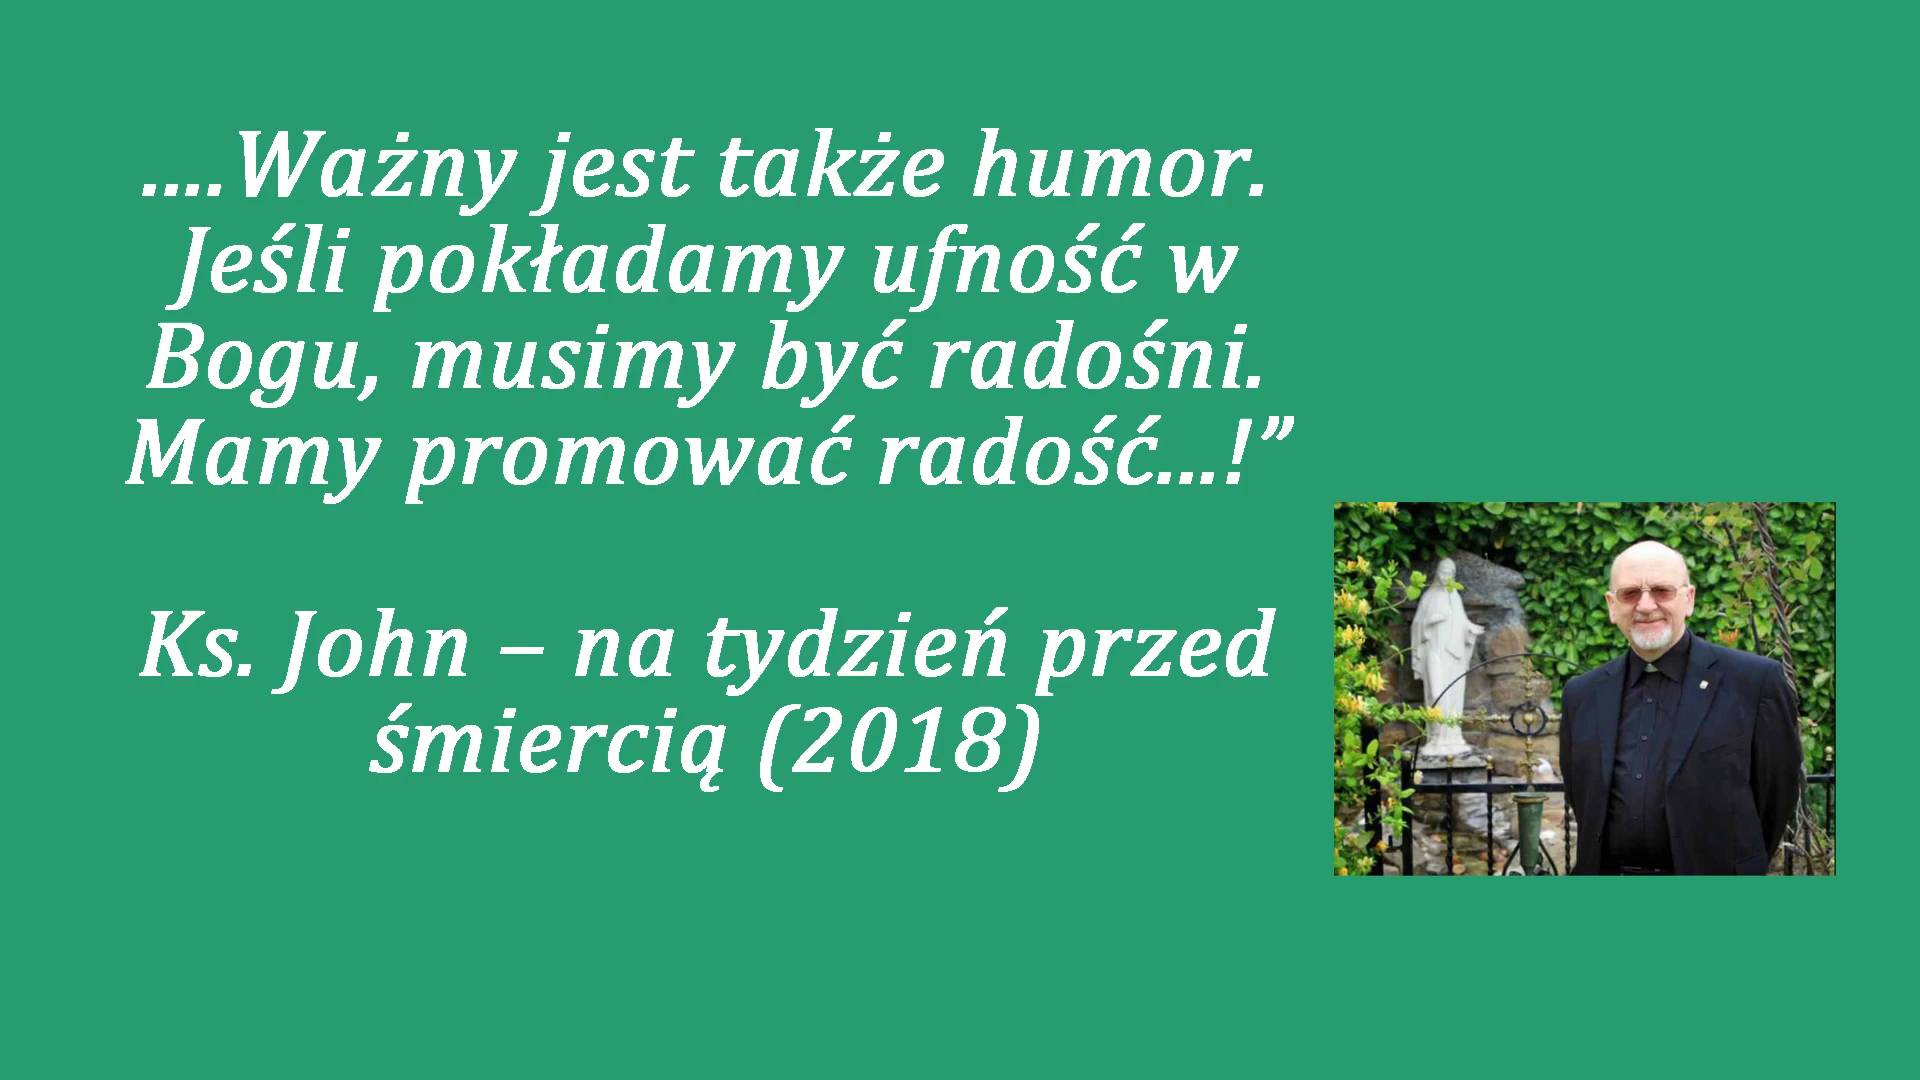 ....Ważny jest także humor.
Jeśli pokładamy ufność w
Bogu, musimy być radośni.
Mamy promować radość...!”
Ks. John – na tydzień przed
śmiercią (2018)